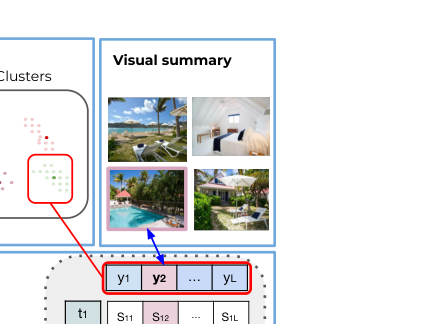 Visual summary
Clusters
y1 y2 ... yL
t1 S11 S12 ... S1L